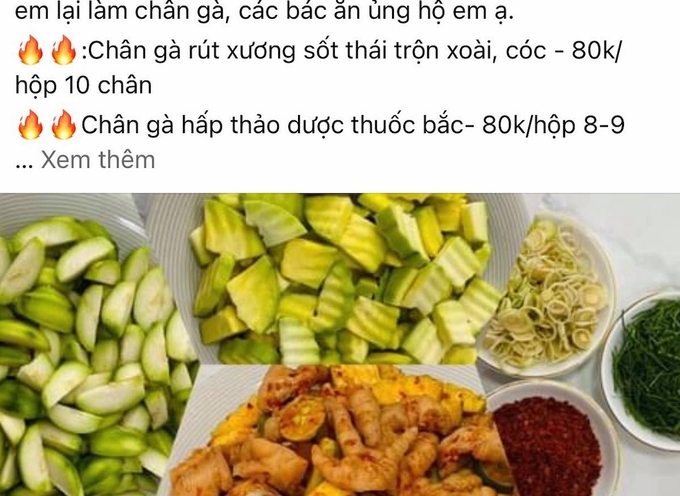 em lại làm chân gà, các bác ăn ủng hộ em ạ.
🔥🔥:Chân gà rút xương sốt thái trộn xoài, cóc - 80k/
hộp 10 chân
🔥🔥Chân gà hấp thảo dược thuốc bắc- 80k/hộp 8-9
... Xem thêm